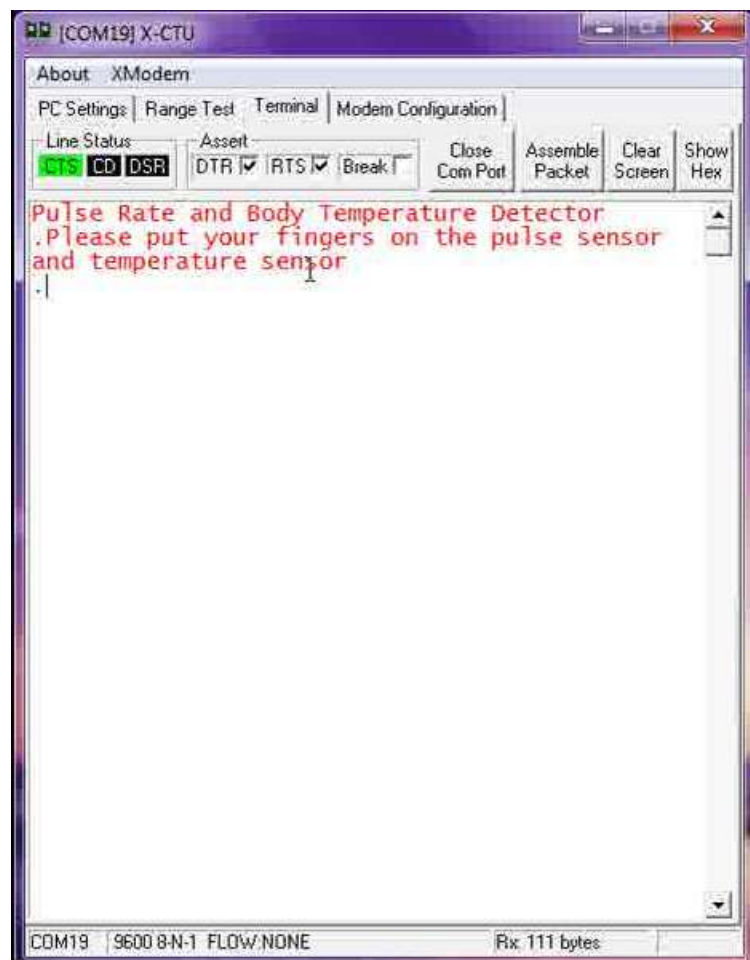 [COM19] X-CTU
About XModem
PC Settings Range Test Terminal Modem Configuration
Line Status
CTS CD DSR
Assert
DTR RTS Break
Close Com Port
Assemble Packet
Clear Screen
Show Hex
Pulse Rate and Body Temperature Detector
.Please put your fingers on the pulse sensor
and temperature sensor
.
COM19 9600 8-N-1 FLOW:NONE Rx: 111 bytes